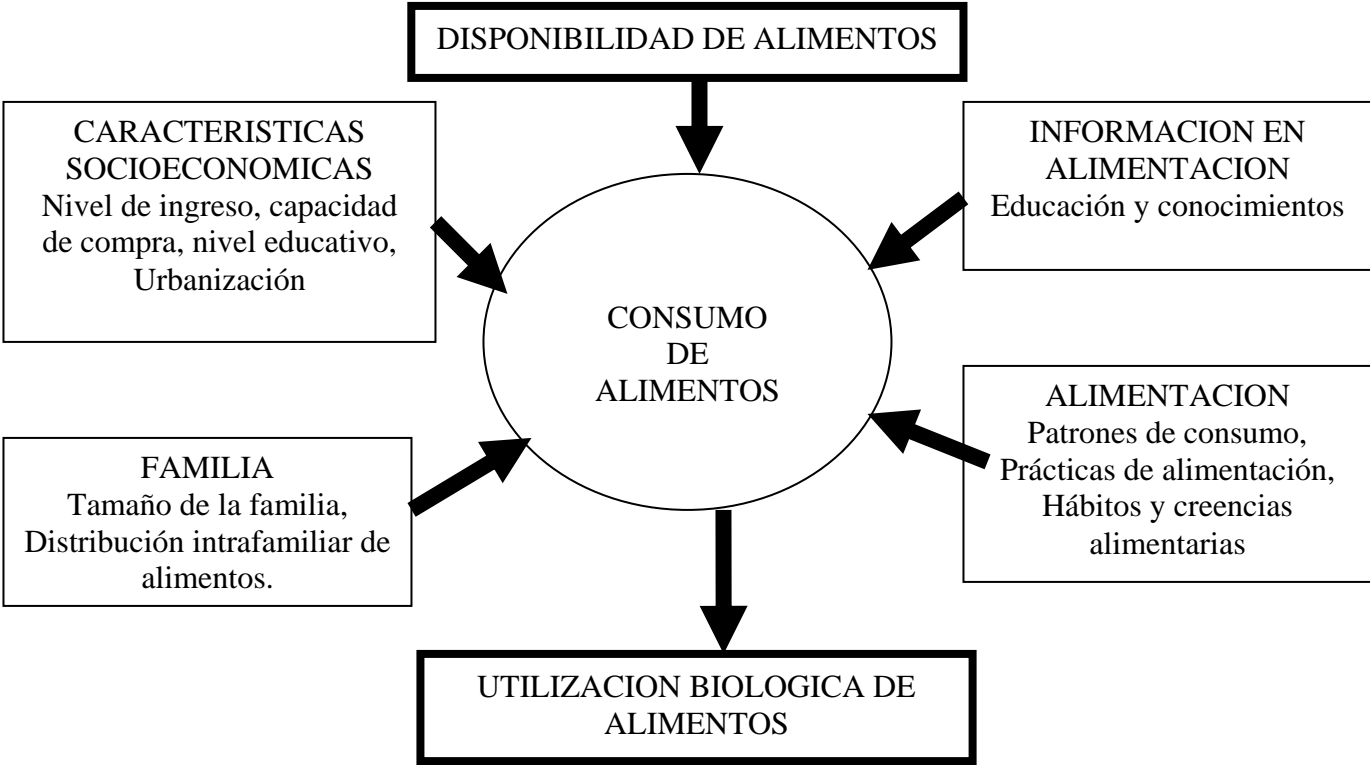 DISPONIBILIDAD DE ALIMENTOS
CARACTERISTICAS
SOCIOECONOMICAS
Nivel de ingreso, capacidad
de compra, nivel educativo,
Urbanización
INFORMACION EN
ALIMENTACION
Educación y conocimientos
CONSUMO
DE
ALIMENTOS
FAMILIA
Tamaño de la familia,
Distribución intrafamiliar de
alimentos.
ALIMENTACION
Patrones de consumo,
Prácticas de alimentación,
Hábitos y creencias
alimentarias
UTILIZACION BIOLOGICA DE
ALIMENTOS